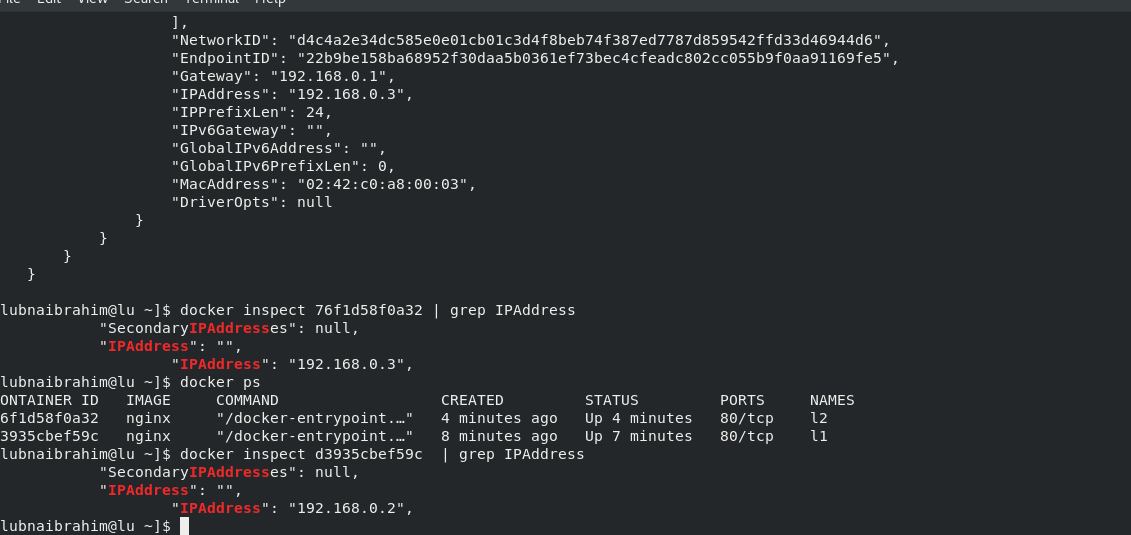 File Edit View Search Terminal Help
],
"NetworkID": "d4c4a2e34dc585e0e01cb01c3d4f8beb74f387ed7787d859542ffd33d46944d6",
"EndpointID": "22b9be158ba68952f30daa5b0361ef73bec4cfeadc802cc055b9f0aa91169fe5",
"Gateway": "192.168.0.1",
"IPAddress": "192.168.0.3",
"IPPrefixLen": 24,
"IPv6Gateway": "",
"GlobalIPv6Address": "",
"GlobalIPv6PrefixLen": 0,
"MacAddress": "02:42:c0:a8:00:03",
"DriverOpts": null
}
}
}
}
lubnaibrahim@lu ~]$ docker inspect 76f1d58f0a32 | grep IPAddress
"SecondaryIPAddresses": null,
"IPAddress": "",
"IPAddress": "192.168.0.3",
lubnaibrahim@lu ~]$ docker ps
ONTAINER ID IMAGE COMMAND CREATED STATUS PORTS NAMES
6f1d58f0a32 nginx "/docker-entrypoint.…" 4 minutes ago Up 4 minutes 80/tcp l2
3935cbef59c nginx "/docker-entrypoint.…" 8 minutes ago Up 7 minutes 80/tcp l1
lubnaibrahim@lu ~]$ docker inspect d3935cbef59c | grep IPAddress
"SecondaryIPAddresses": null,
"IPAddress": "",
"IPAddress": "192.168.0.2",
lubnaibrahim@lu ~]$